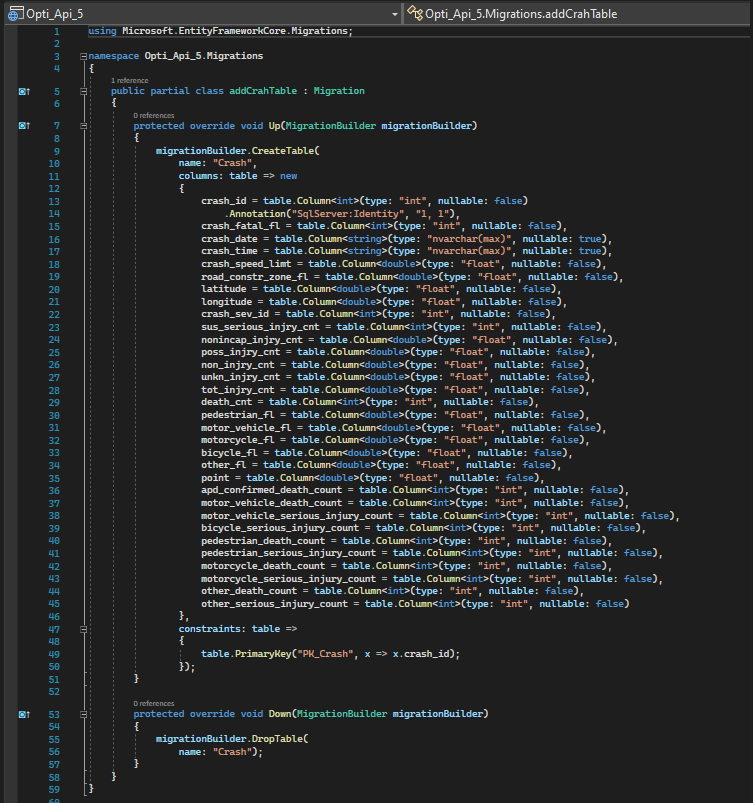 Opti_Api_5 Opti_Api_5.Migrations.addCrahTable
1 using Microsoft.EntityFrameworkCore.Migrations;
2
3 namespace Opti_Api_5.Migrations
4 {
1 reference
5 public partial class addCrahTable : Migration
6 {
0 references
7 protected override void Up(MigrationBuilder migrationBuilder)
8 {
9 migrationBuilder.CreateTable(
10 name: "Crash",
11 columns: table => new
12 {
13 crash_id = table.Column<int>(type: "int", nullable: false)
14 .Annotation("SqlServer:Identity", "1, 1"),
15 crash_fatal_fl = table.Column<int>(type: "int", nullable: false),
16 crash_date = table.Column<string>(type: "nvarchar(max)", nullable: true),
17 crash_time = table.Column<string>(type: "nvarchar(max)", nullable: true),
18 crash_speed_limt = table.Column<double>(type: "float", nullable: false),
19 road_constr_zone_fl = table.Column<double>(type: "float", nullable: false),
20 latitude = table.Column<double>(type: "float", nullable: false),
21 longitude = table.Column<double>(type: "float", nullable: false),
22 crash_sev_id = table.Column<int>(type: "int", nullable: false),
23 sus_serious_injry_cnt = table.Column<int>(type: "int", nullable: false),
24 nonincap_injry_cnt = table.Column<double>(type: "float", nullable: false),
25 poss_injry_cnt = table.Column<double>(type: "float", nullable: false),
26 non_injry_cnt = table.Column<double>(type: "float", nullable: false),
27 unkn_injry_cnt = table.Column<double>(type: "float", nullable: false),
28 tot_injry_cnt = table.Column<double>(type: "float", nullable: false),
29 death_cnt = table.Column<int>(type: "int", nullable: false),
30 pedestrian_fl = table.Column<double>(type: "float", nullable: false),
31 motor_vehicle_fl = table.Column<double>(type: "float", nullable: false),
32 motorcycle_fl = table.Column<double>(type: "float", nullable: false),
33 bicycle_fl = table.Column<double>(type: "float", nullable: false),
34 other_fl = table.Column<double>(type: "float", nullable: false),
35 point = table.Column<double>(type: "float", nullable: false),
36 apd_confirmed_death_count = table.Column<int>(type: "int", nullable: false),
37 motor_vehicle_death_count = table.Column<int>(type: "int", nullable: false),
38 motor_vehicle_serious_injury_count = table.Column<int>(type: "int", nullable: false),
39 bicycle_serious_injury_count = table.Column<int>(type: "int", nullable: false),
40 pedestrian_death_count = table.Column<int>(type: "int", nullable: false),
41 pedestrian_serious_injury_count = table.Column<int>(type: "int", nullable: false),
42 motorcycle_death_count = table.Column<int>(type: "int", nullable: false),
43 motorcycle_serious_injury_count = table.Column<int>(type: "int", nullable: false),
44 other_death_count = table.Column<int>(type: "int", nullable: false),
45 other_serious_injury_count = table.Column<int>(type: "int", nullable: false)
46 },
47 constraints: table =>
48 {
49 table.PrimaryKey("PK_Crash", x => x.crash_id);
50 });
51 }
52
0 references
53 protected override void Down(MigrationBuilder migrationBuilder)
54 {
55 migrationBuilder.DropTable(
56 name: "Crash");
57 }
58 }
59 }
60